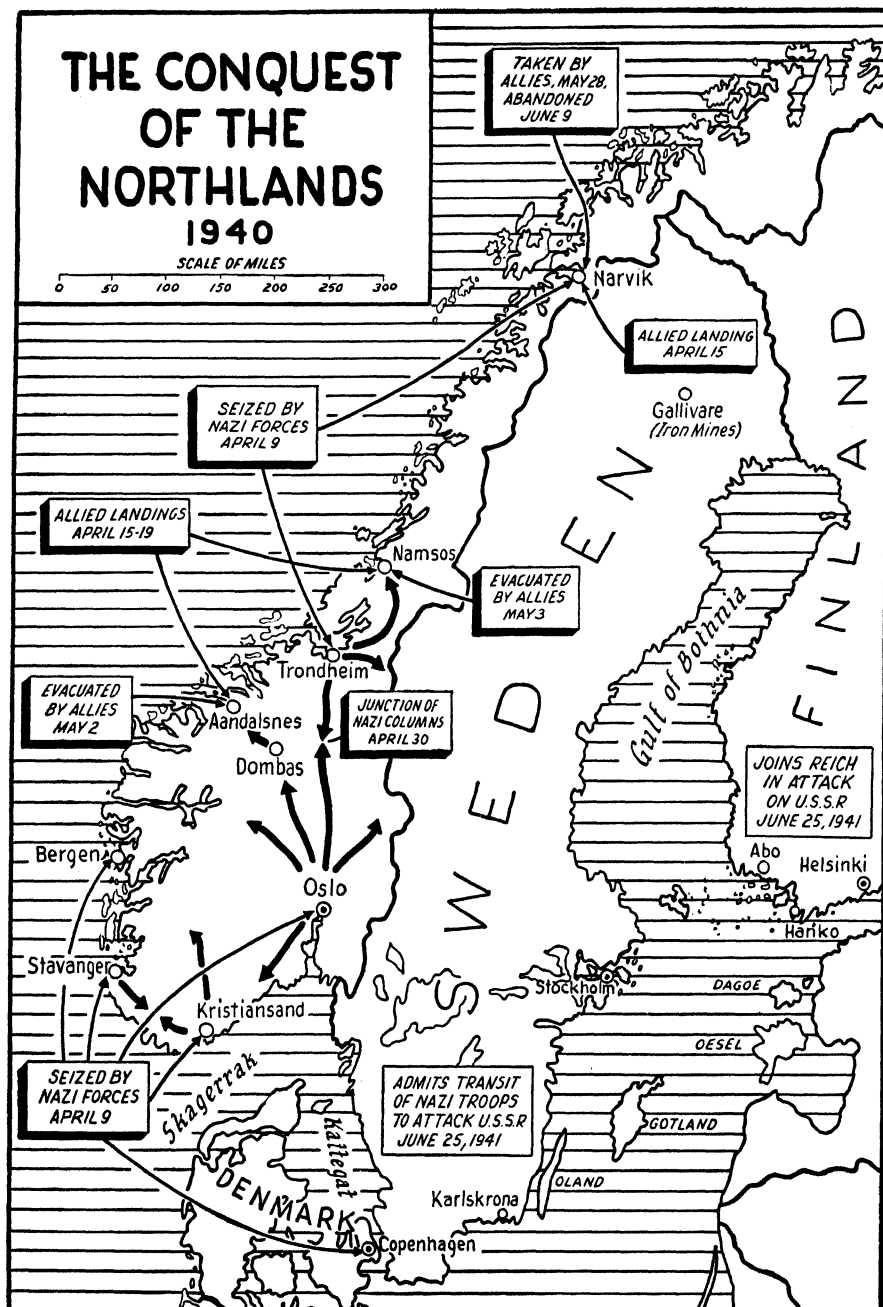 THE CONQUEST
OF THE
NORTHLANDS
1940
SCALE OF MILES
0 50 100 150 200 250 300
TAKEN BY
ALLIES, MAY 28,
ABANDONED
JUNE 9
Narvik
ALLIED LANDING
APRIL 15
Gallivare
(Iron Mines)
SEIZED BY
NAZI FORCES
APRIL 9
ALLIED LANDINGS
APRIL 15-19
Namsos
EVACUATED
BY ALLIES
MAY 3
SWEDEN
FINLAND
Gulf of Bothnia
Trondheim
EVACUATED
BY ALLIES
MAY 2
Aandalsnes
JUNCTION OF
NAZI COLUMNS
APRIL 30
Dombas
JOINS REICH
IN ATTACK
ON U.S.S.R
JUNE 25, 1941
Bergen
Abo
Helsinki
Oslo
Hanko
Stavanger
Stockholm
DAGOE
Kristiansand
OESEL
SEIZED BY
NAZI FORCES
APRIL 9
Skagerrak
ADMITS TRANSIT
OF NAZI TROOPS
TO ATTACK U.S.S.R
JUNE 25, 1941
Kattegat
GOTLAND
DENMARK
OLAND
Karlskrona
Copenhagen